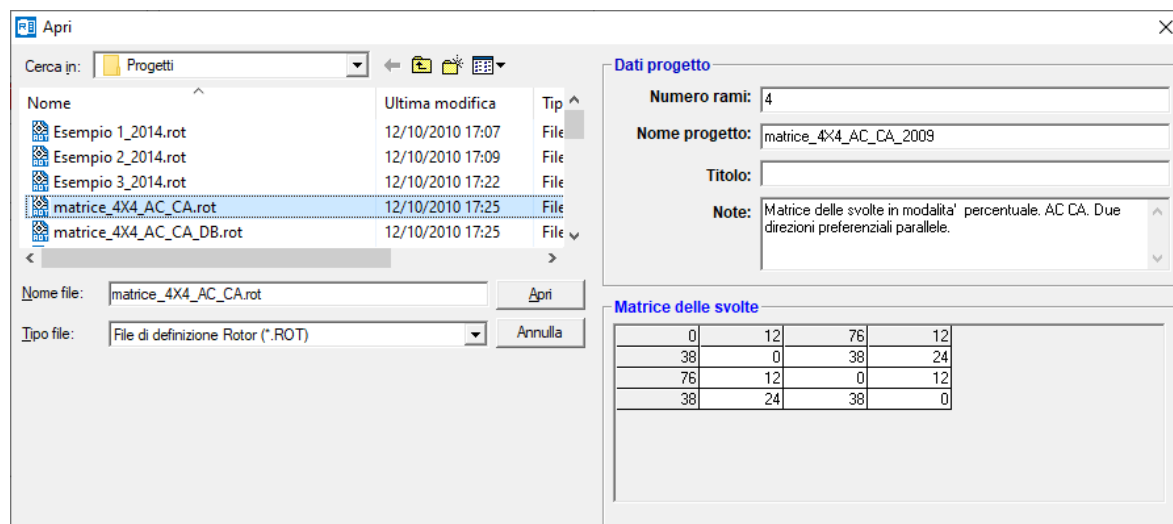 Apri
Cerca in: Progetti
Nome Ultima modifica Tip
Esempio 1_2014.rot 12/10/2010 17:07 File
Esempio 2_2014.rot 12/10/2010 17:09 File
Esempio 3_2014.rot 12/10/2010 17:22 File
matrice_4X4_AC_CA.rot 12/10/2010 17:25 File
matrice_4X4_AC_CA_DB.rot 12/10/2010 17:25 File
Nome file: matrice_4X4_AC_CA.rot Apri
Tipo file: File di definizione Rotor (*.ROT) Annulla
Dati progetto
Numero rami: 4
Nome progetto: matrice_4X4_AC_CA_2009
Titolo:
Note: Matrice delle svolte in modalita' percentuale. AC CA. Due
direzioni preferenziali parallele.
Matrice delle svolte
0 12 76 12
38 0 38 24
76 12 0 12
38 24 38 0